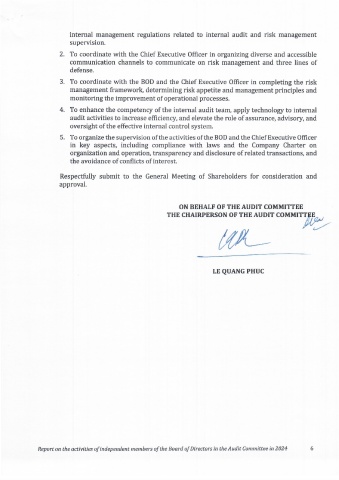 internal management regulations related to internal audit and risk management
supervision.
2. To coordinate with the Chief Executive Officer in organizing diverse and accessible
communication channels to communicate on risk management and three lines of
defense.
3. To coordinate with the BOD and the Chief Executive Officer in completing the risk
management framework, determining risk appetite and management principles and
monitoring the improvement of operational processes.
4. To enhance the competency of the internal audit team, apply technology to internal
audit activities to increase efficiency, and elevate the role of assurance, advisory, and
oversight of the effective internal control system.
5. To organize the supervision of the activities of the BOD and the Chief Executive Officer
in key aspects, including compliance with laws and the Company Charter on
organization and operation, transparency and disclosure of related transactions, and
the avoidance of conflicts of interest.
Respectfully submit to the General Meeting of Shareholders for consideration and
approval.
ON BEHALF OF THE AUDIT COMMITTEE
THE CHAIRPERSON OF THE AUDIT COMMITTEE
LE QUANG PHUC
Report on the activities of independent members of the Board of Directors in the Audit Committee in 2024 6